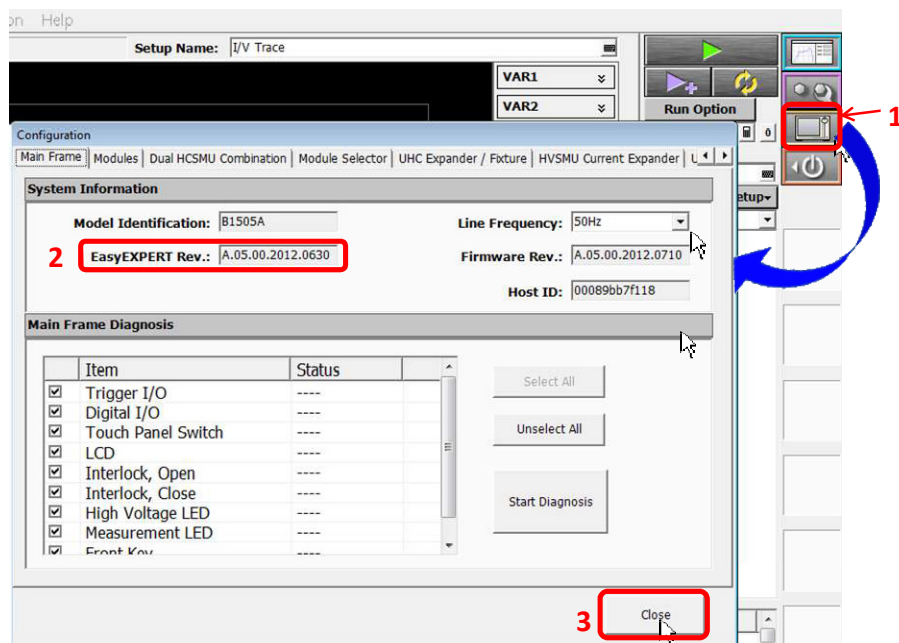 on Help
Setup Name: I/V Trace
VAR1
VAR2
Run Option
1
Configuration
Main Frame Modules Dual HCSMU Combination Module Selector UHC Expander / Fixture HVSMU Current Expander U
etup
System Information
Model Identification: B1505A Line Frequency: 50Hz
2 EasyEXPERT Rev.: A.05.00.2012.0630 Firmware Rev.: A.05.00.2012.0710
Host ID: 00089bb7f118
Main Frame Diagnosis
Item Status
Trigger I/O ----
Digital I/O ----
Touch Panel Switch ----
LCD ----
Interlock, Open ----
Interlock, Close ----
High Voltage LED ----
Measurement LED ----
Front Key ----
Select All
Unselect All
Start Diagnosis
3 Close